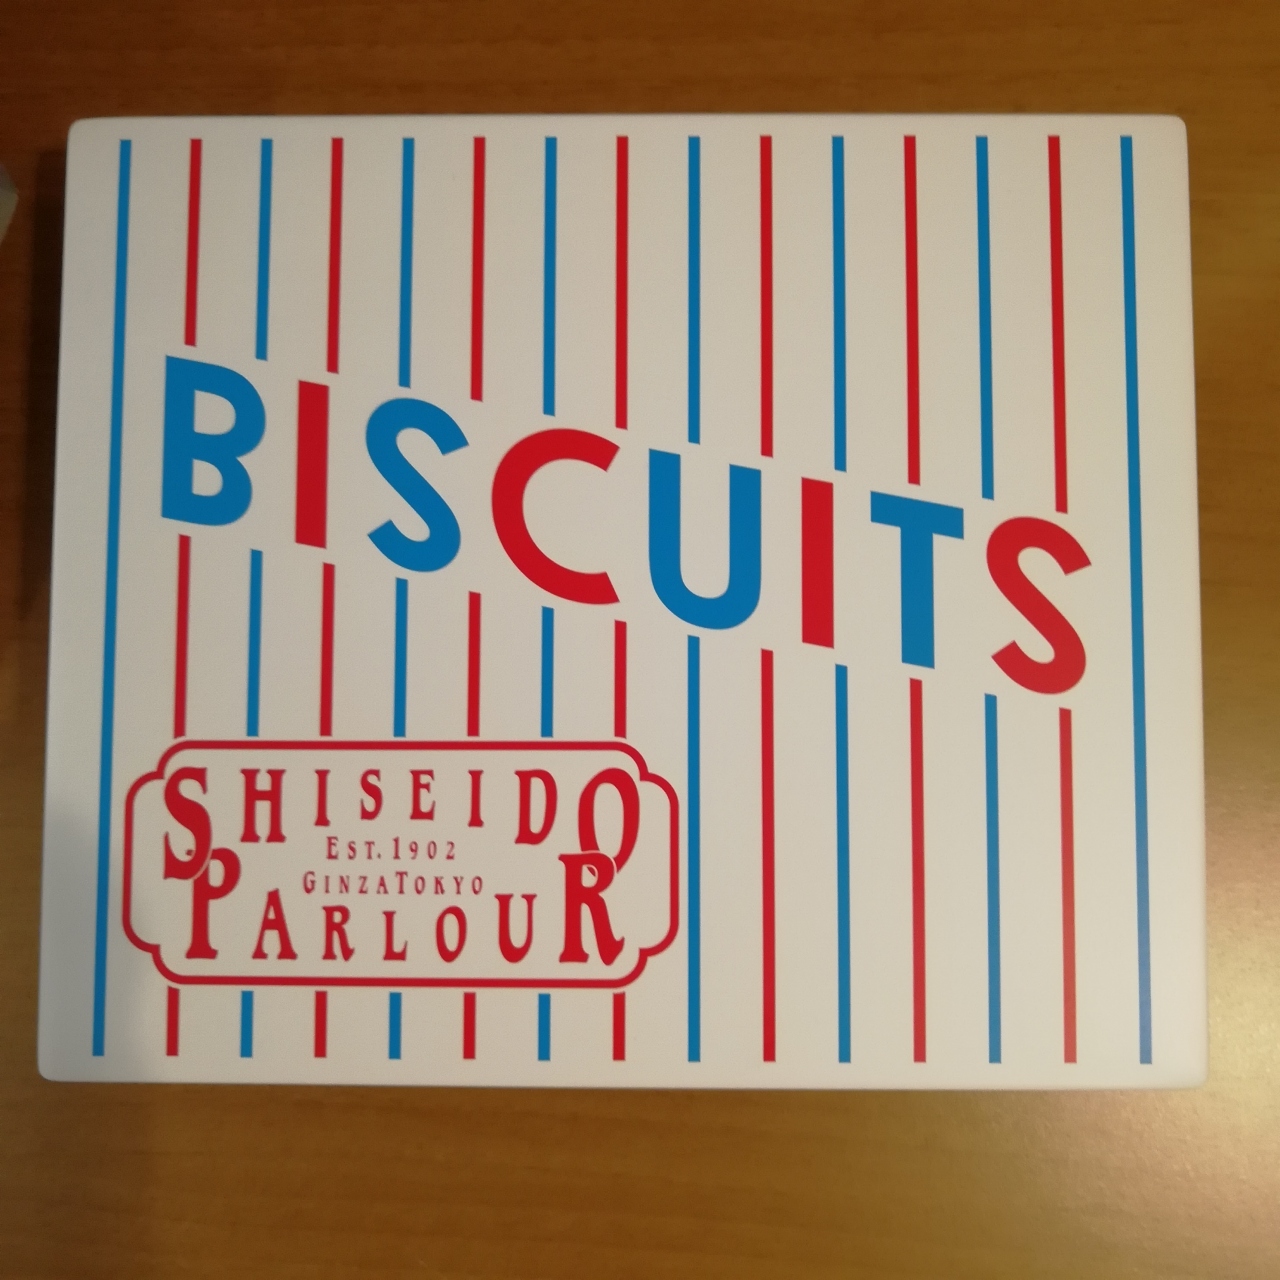 BISCUITS
SHISEIDO
EST. 1902
GINZA TOKYO
PARLOUR